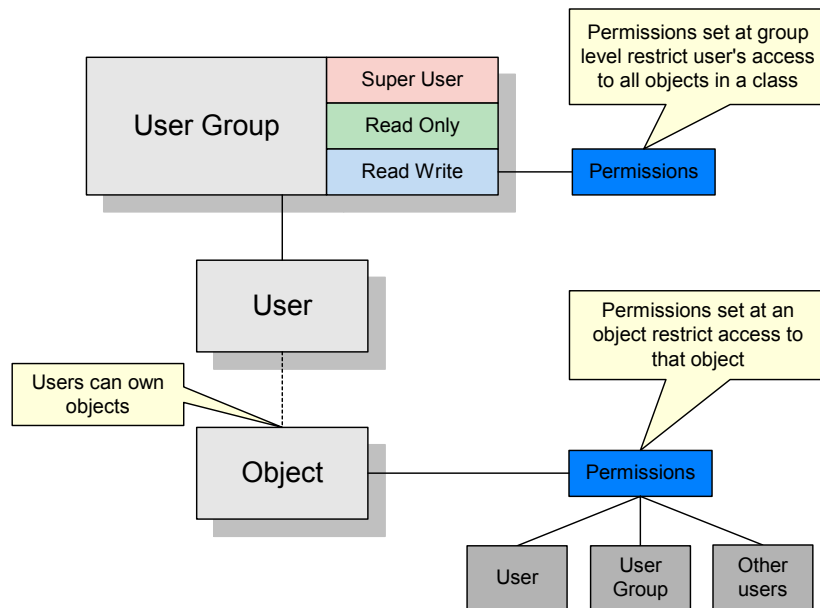 Permissions set at group
level restrict user's access
to all objects in a class
User Group
Super User
Read Only
Read Write
Permissions
User
Permissions set at an
object restrict access to
that object
Users can own
objects
Object
Permissions
User
User
Group
Other
users